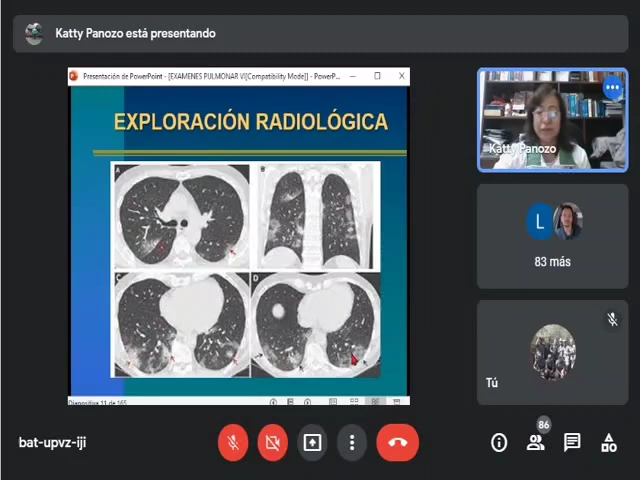 Katty Panozo está presentando
Presentación de PowerPoint - [EXAMENES PULMONAR VI[Compatibility Mode] - PowerP...
EXPLORACIÓN RADIOLÓGICA
A
B
C
D
Diapositiva 11 de 165
Katty Panozo
L
83 más
Tú
bat-upvz-iji
86